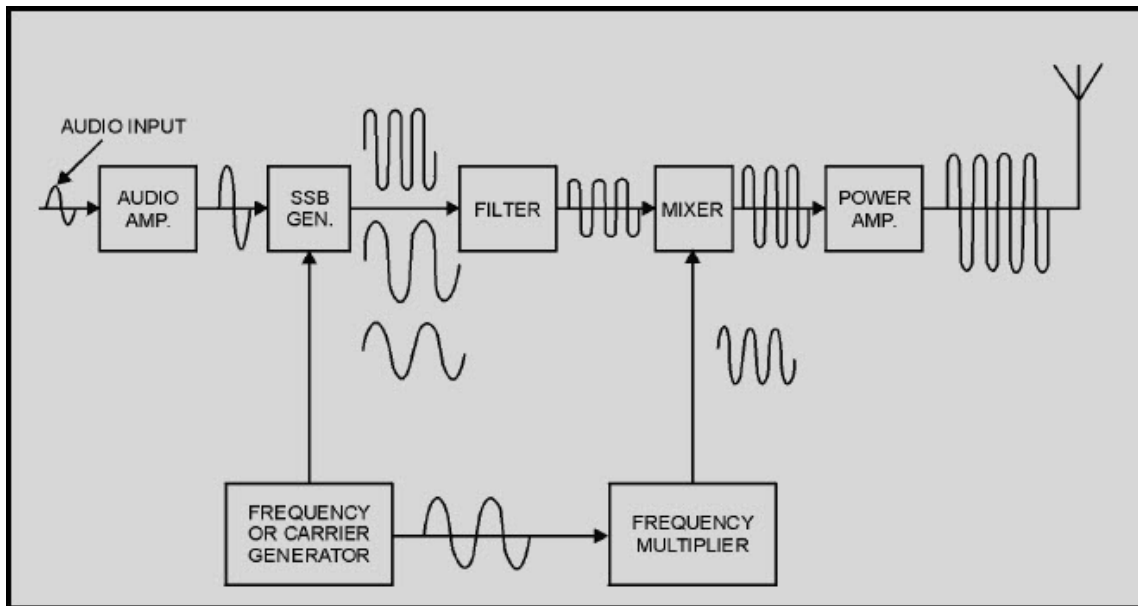 AUDIO INPUT
AUDIO
AMP.
SSB
GEN.
FILTER
MIXER
POWER
AMP.
FREQUENCY
OR CARRIER
GENERATOR
FREQUENCY
MULTIPLIER